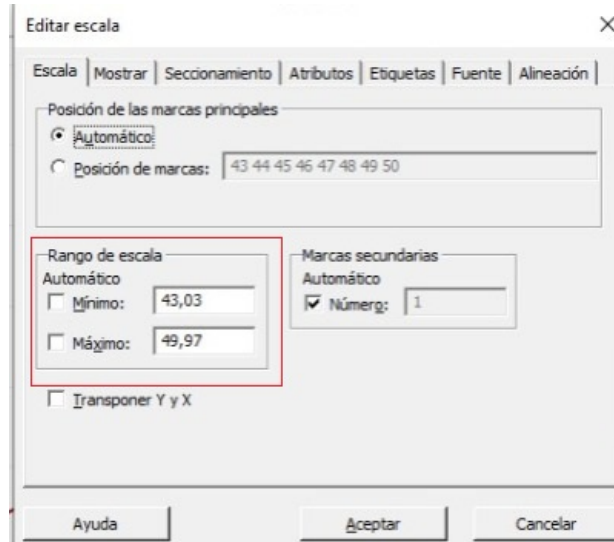 Editar escala
Escala Mostrar Seccionamiento Atributos Etiquetas Fuente Alineación
Posición de las marcas principales
Automático
Posición de marcas: 43 44 45 46 47 48 49 50
Rango de escala
Automático
Mínimo: 43,03
Máximo: 49,97
Marcas secundarias
Automático
Número: 1
Transponer Y y X
Ayuda Aceptar Cancelar